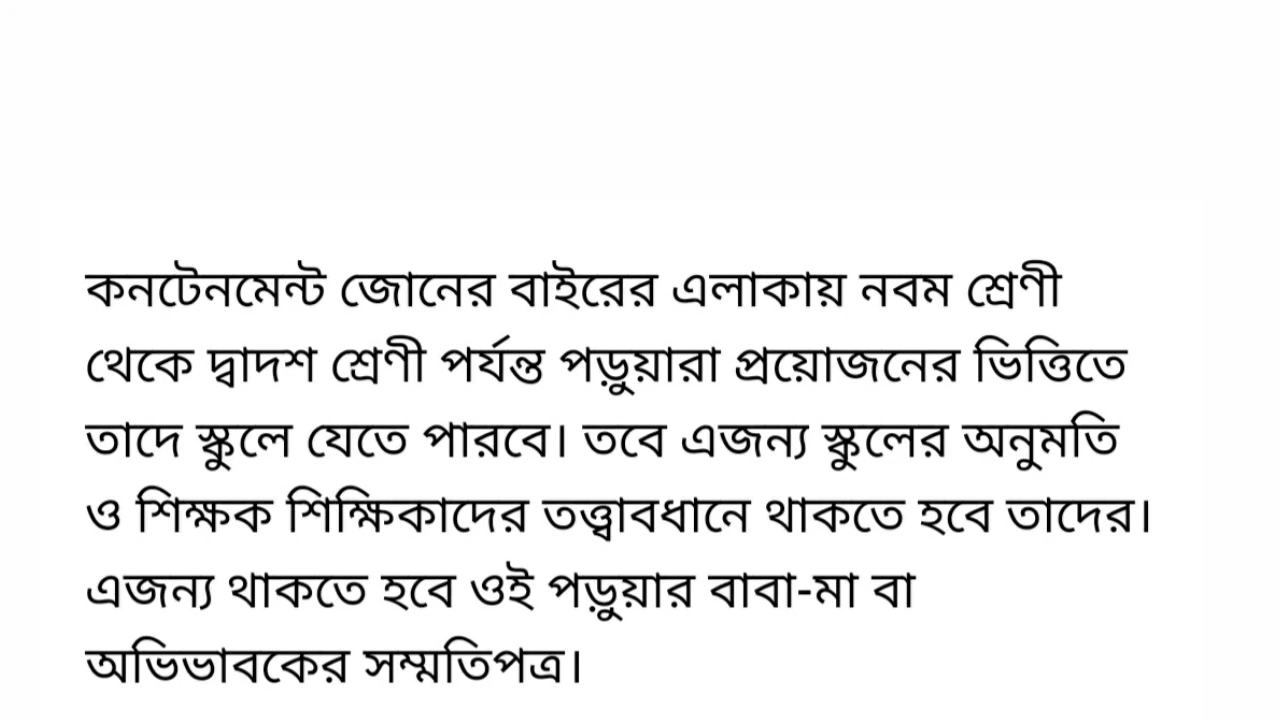 কনটেনমেন্ট জোনের বাইরের এলাকায় নবম শ্রেণী
থেকে দ্বাদশ শ্রেণী পর্যন্ত পড়ুয়ারা প্রয়োজনের ভিত্তিতে
তাদে স্কুলে যেতে পারবে। তবে এজন্য স্কুলের অনুমতি
ও শিক্ষক শিক্ষিকাদের তত্ত্বাবধানে থাকতে হবে তাদের।
এজন্য থাকতে হবে ওই পড়ুয়ার বাবা-মা বা
অভিভাবকের সম্মতিপত্র।